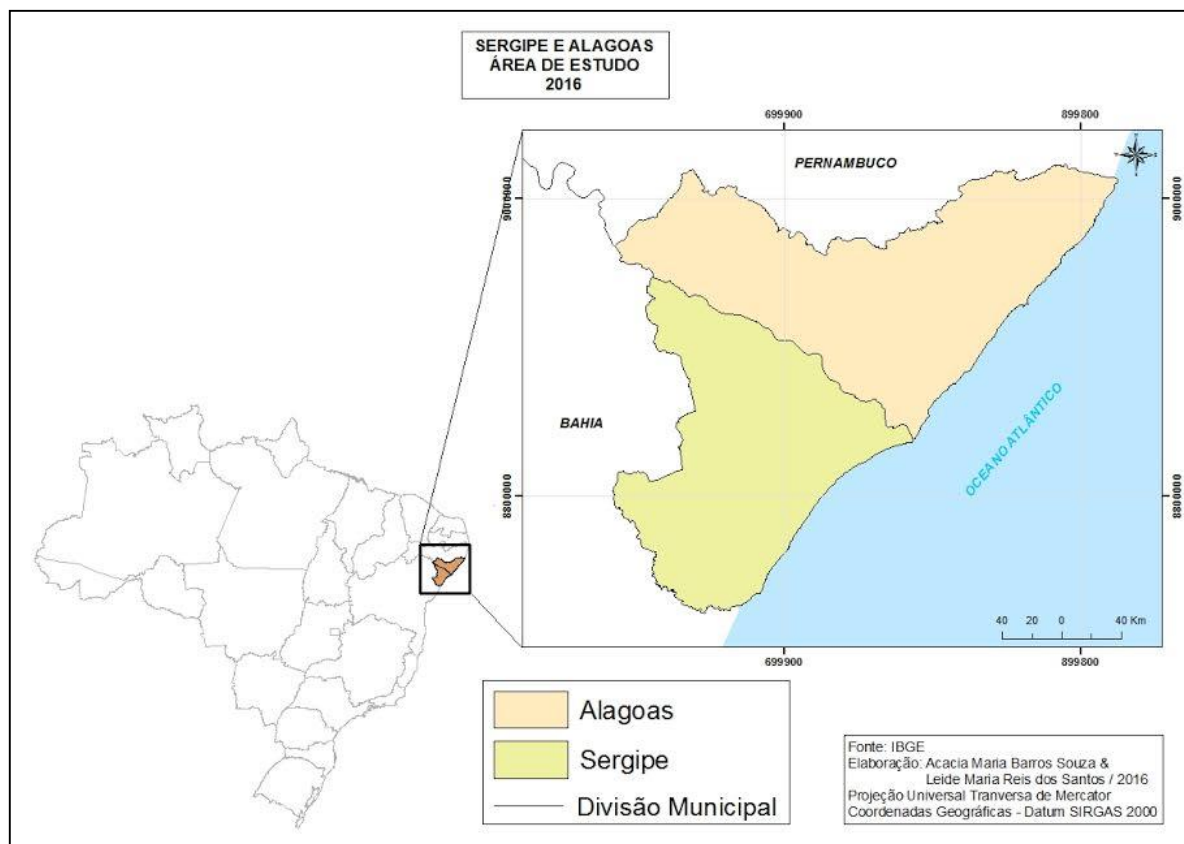 SERGIPE E ALAGOAS
ÁREA DE ESTUDO
2016
699900
899800
PERNAMBUCO
9000000
9000000
BAHIA
OCEANO ATLÂNTICO
8800000
8800000
40 20 0 40 Km
699900
899800
Alagoas
Sergipe
Divisão Municipal
Fonte: IBGE
Elaboração: Acacia Maria Barros Souza &
Leide Maria Reis dos Santos / 2016
Projeção Universal Tranversa de Mercator
Coordenadas Geográficas - Datum SIRGAS 2000